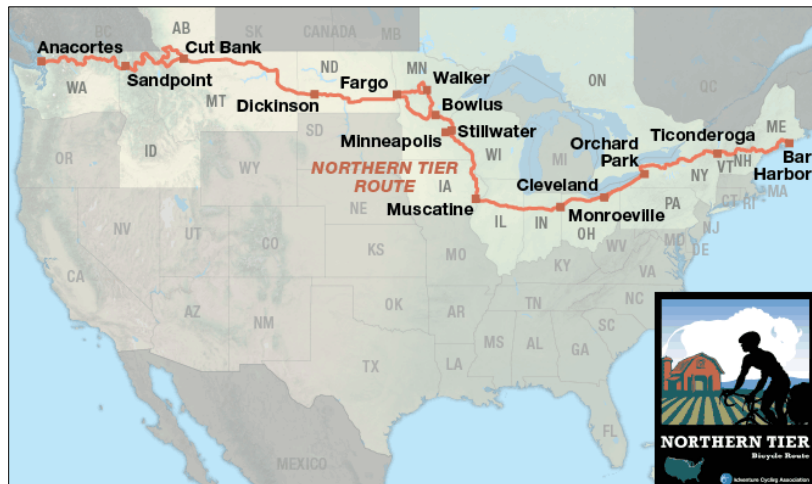 BC
AB
SK
CANADA
MB
ON
QC
Anacortes
Cut Bank
Sandpoint
WA
MT
ND
Fargo
MN
Walker
Dickinson
Bowlus
Stillwater
Minneapolis
Orchard
Park
Ticonderoga
ME
Bar
Harbor
VT
NH
OR
ID
WY
SD
WI
MI
NY
MA
CT
RI
NORTHERN TIER
ROUTE
IA
NE
Muscatine
Cleveland
Monroeville
PA
NJ
MD
DE
IL
IN
OH
NV
UT
CO
KS
MO
KY
WV
VA
CA
AZ
NM
OK
AR
TN
NC
SC
MS
AL
GA
TX
LA
FL
MEXICO
NORTHERN TIER
Bicycle Route
Adventure Cycling Association